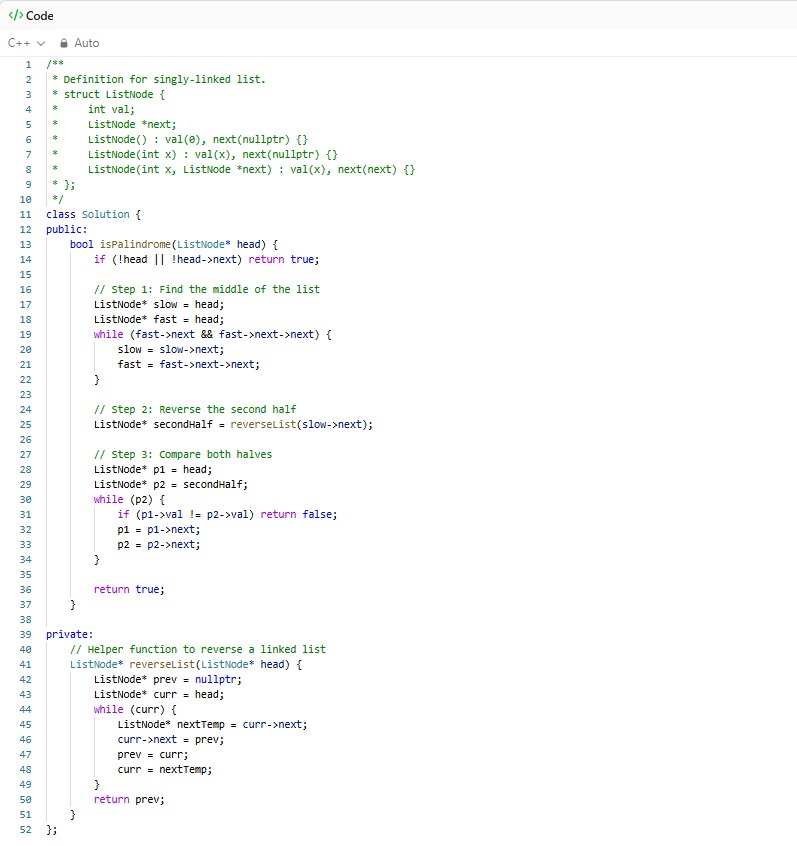 </> Code
C++ Auto
1 /**
2  * Definition for singly-linked list.
3  * struct ListNode {
4  *     int val;
5  *     ListNode *next;
6  *     ListNode() : val(0), next(nullptr) {}
7  *     ListNode(int x) : val(x), next(nullptr) {}
8  *     ListNode(int x, ListNode *next) : val(x), next(next) {}
9  * };
10  */
11 class Solution {
12 public:
13     bool isPalindrome(ListNode* head) {
14         if (!head || !head->next) return true;
15
16         // Step 1: Find the middle of the list
17         ListNode* slow = head;
18         ListNode* fast = head;
19         while (fast->next && fast->next->next) {
20             slow = slow->next;
21             fast = fast->next->next;
22         }
23
24         // Step 2: Reverse the second half
25         ListNode* secondHalf = reverseList(slow->next);
26
27         // Step 3: Compare both halves
28         ListNode* p1 = head;
29         ListNode* p2 = secondHalf;
30         while (p2) {
31             if (p1->val != p2->val) return false;
32             p1 = p1->next;
33             p2 = p2->next;
34         }
35
36         return true;
37     }
38
39 private:
40     // Helper function to reverse a linked list
41     ListNode* reverseList(ListNode* head) {
42         ListNode* prev = nullptr;
43         ListNode* curr = head;
44         while (curr) {
45             ListNode* nextTemp = curr->next;
46             curr->next = prev;
47             prev = curr;
48             curr = nextTemp;
49         }
50         return prev;
51     }
52 };